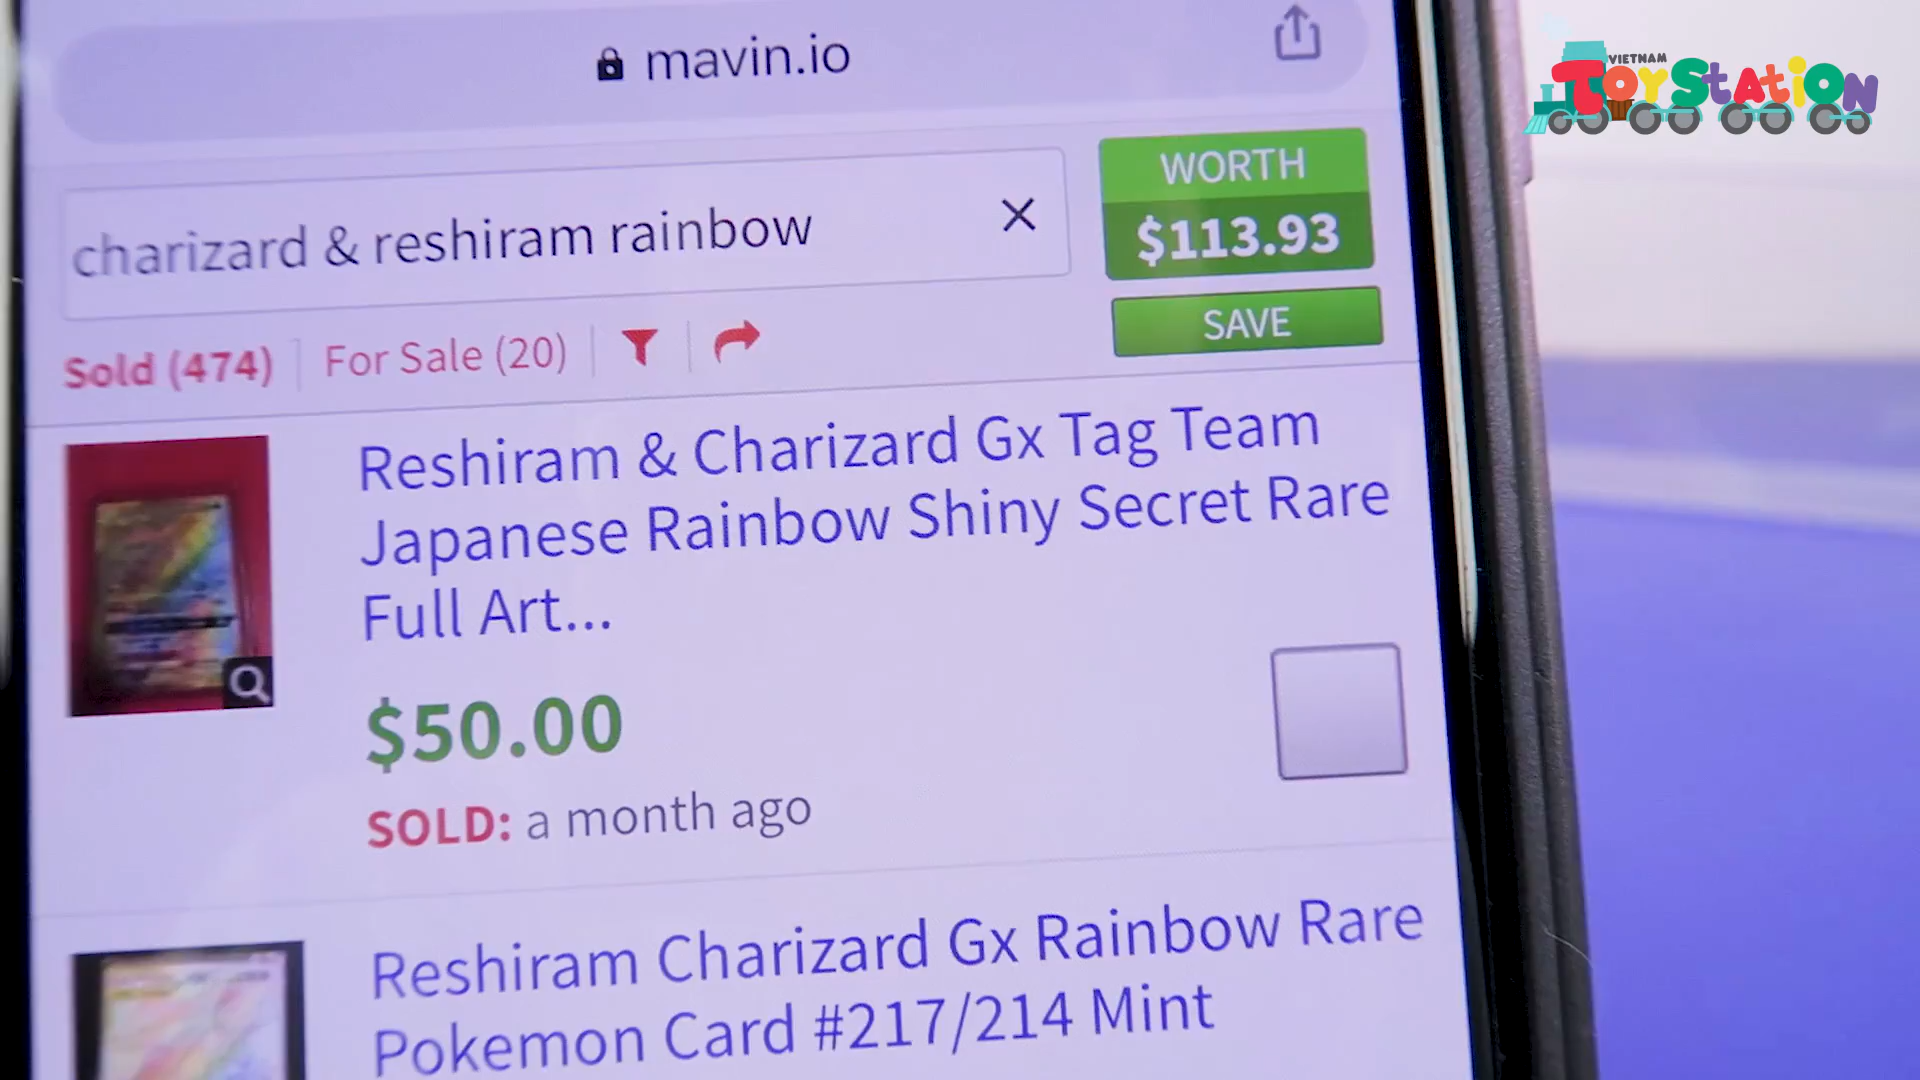 mavin.io
VIETNAM
ToyStation
charizard & reshiram rainbow
WORTH
$113.93
SAVE
Sold (474)
For Sale (20)
Reshiram & Charizard Gx Tag Team
Japanese Rainbow Shiny Secret Rare
Full Art...
$50.00
SOLD: a month ago
Reshiram Charizard Gx Rainbow Rare
Pokemon Card #217/214 Mint